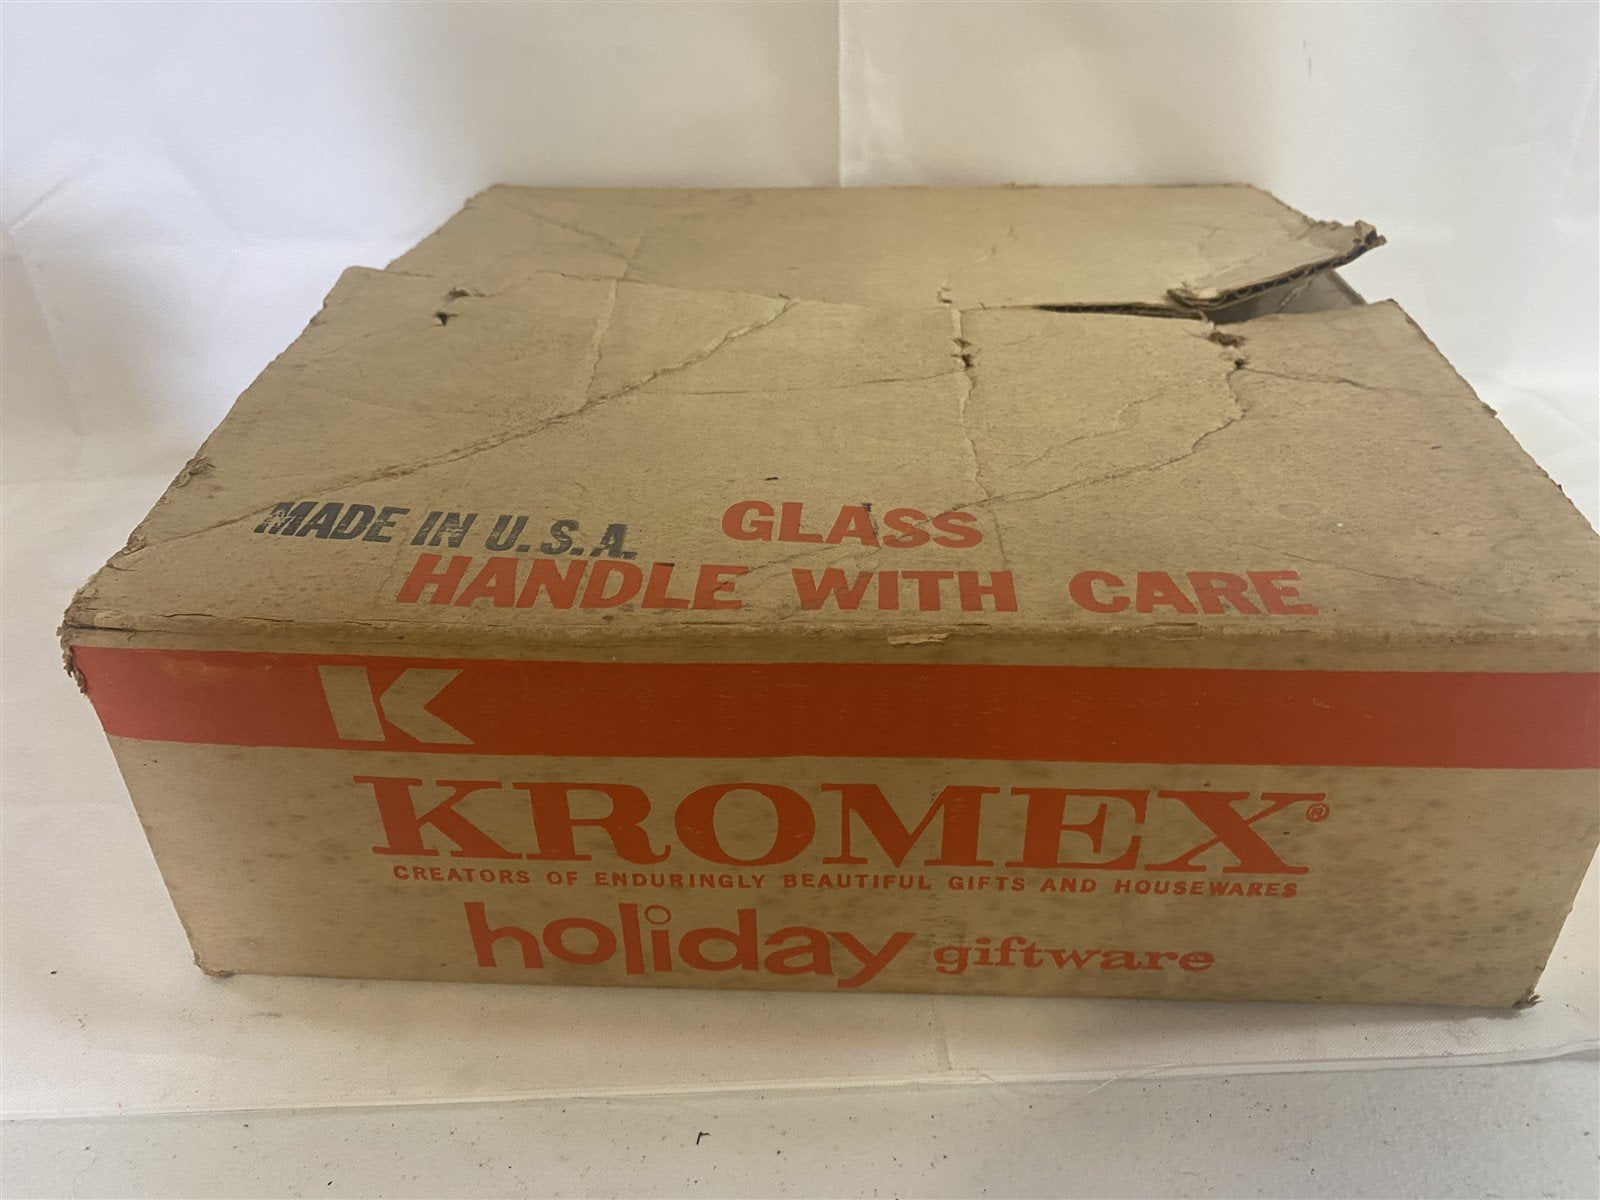 MADE IN U.S.A.
GLASS
HANDLE WITH CARE
K
KROMEX®
CREATORS OF ENDURINGLY BEAUTIFUL GIFTS AND HOUSEWARES
holiday giftware